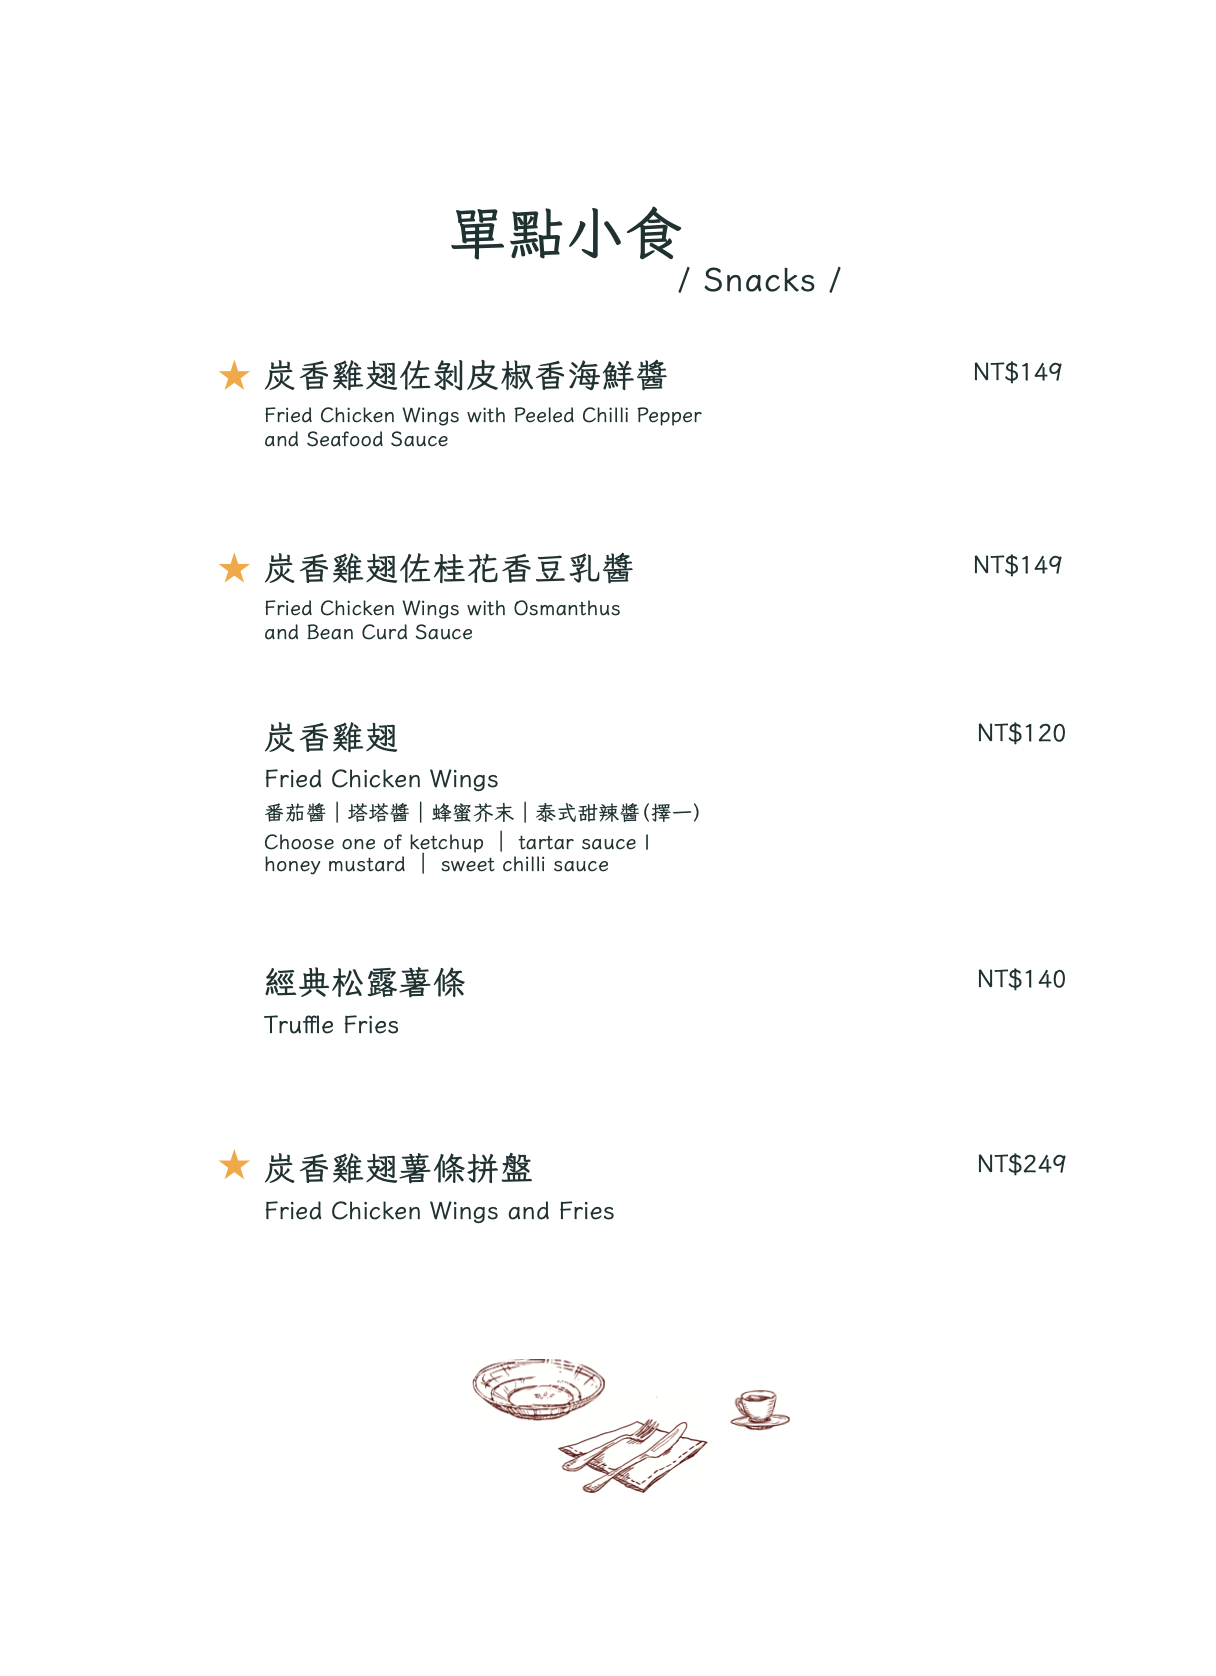 單點小食
/ Snacks /
★ 炭香雞翅佐剝皮椒香海鮮醬 NT$149
Fried Chicken Wings with Peeled Chilli Pepper
and Seafood Sauce
★ 炭香雞翅佐桂花香豆乳醬 NT$149
Fried Chicken Wings with Osmanthus
and Bean Curd Sauce
炭香雞翅 NT$120
Fried Chicken Wings
番茄醬｜塔塔醬｜蜂蜜芥末｜泰式甜辣醬(擇一)
Choose one of ketchup ｜ tartar sauce l
honey mustard ｜ sweet chilli sauce
經典松露薯條 NT$140
Truffle Fries
★ 炭香雞翅薯條拼盤 NT$249
Fried Chicken Wings and Fries